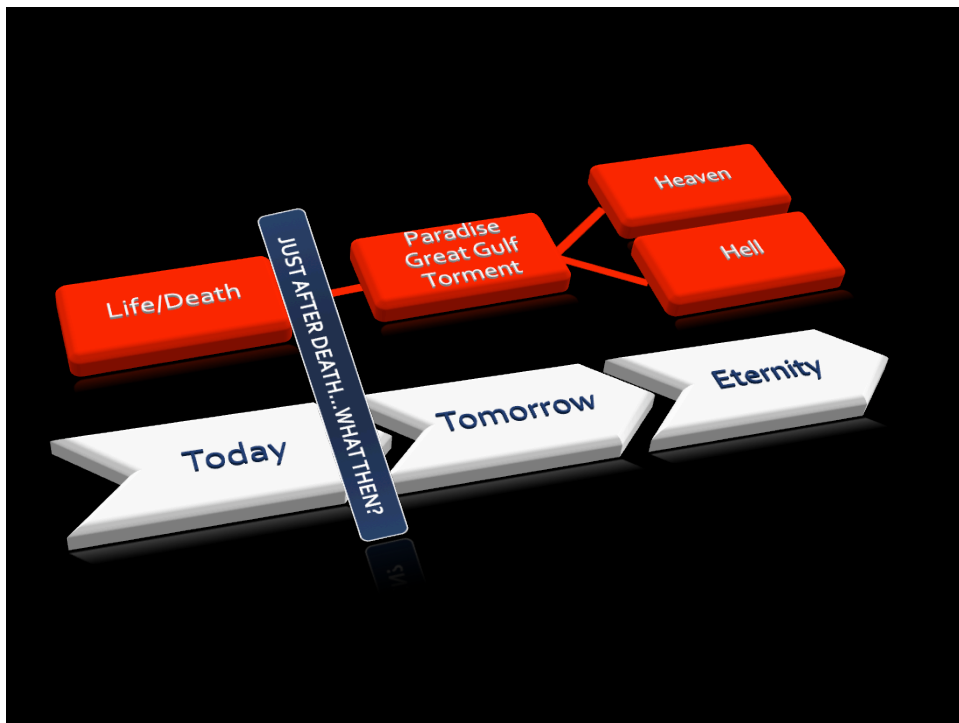 Life/Death
JUST AFTER DEATH...WHAT THEN?
Paradise
Great Gulf
Torment
Heaven
Hell
Today
Tomorrow
Eternity